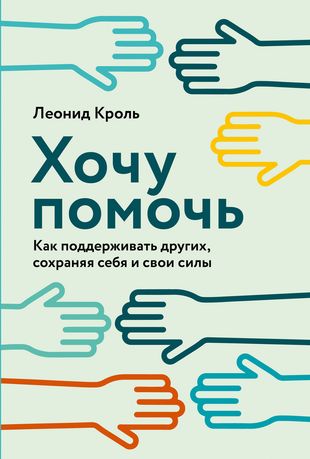 Леонид Кроль
Хочу
помочь
Как поддерживать других,
сохраняя себя и свои силы